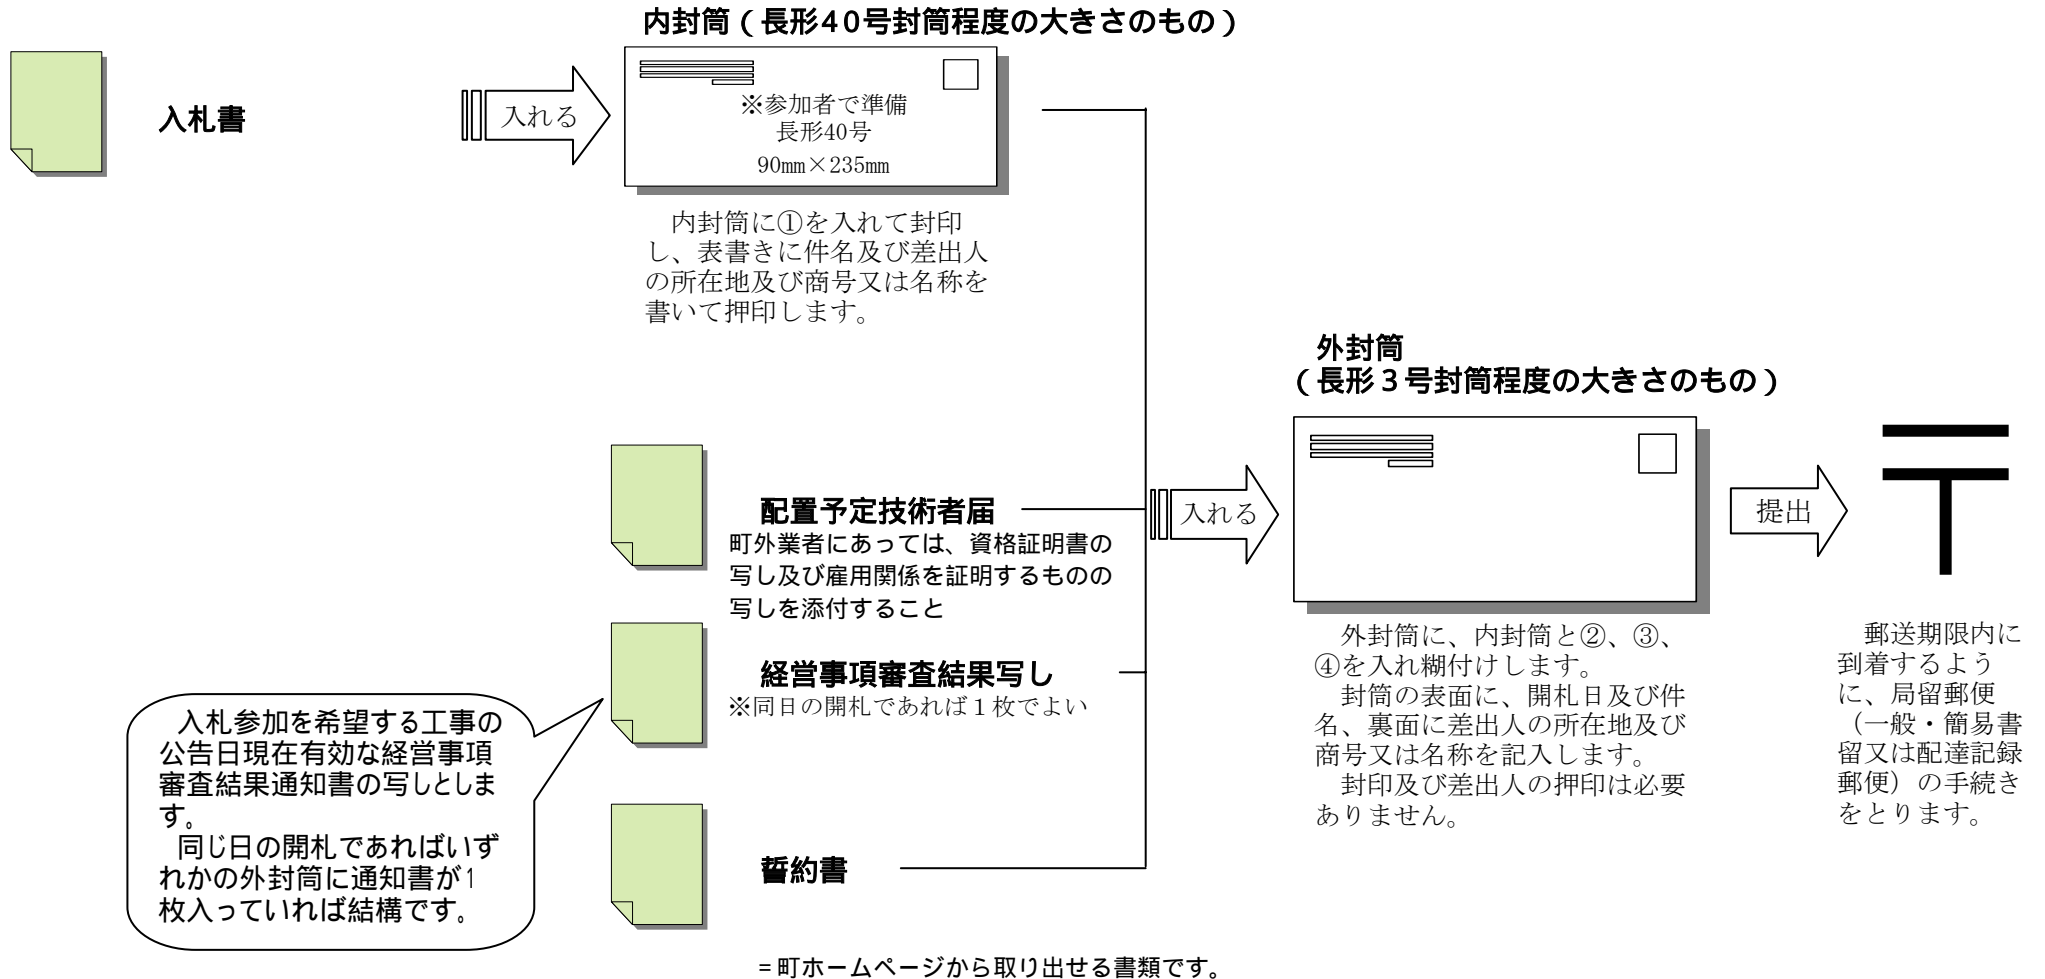 内封筒（長形40号封筒程度の大きさのもの）
入札書
入れる
※参加者で準備
長形40号
90mm×235mm
　内封筒に①を入れて封印
し、表書きに件名及び差出人
の所在地及び商号又は名称を
書いて押印します。
外封筒
（長形３号封筒程度の大きさのもの）
配置予定技術者届
町外業者にあっては、資格証明書の
写し及び雇用関係を証明するものの
写しを添付すること
入れる
提出
〒
経営事項審査結果写し
※同日の開札であれば１枚でよい
　入札参加を希望する工事の
公告日現在有効な経営事項
審査結果通知書の写しとしま
す。
　同じ日の開札であればいず
れかの外封筒に通知書が1
枚入っていれば結構です。
誓約書
　外封筒に、内封筒と②、③、
④を入れ糊付けします。
　封筒の表面に、開札日及び件
名、裏面に差出人の所在地及び
商号又は名称を記入します。
　封印及び差出人の押印は必要
ありません。
　郵送期限内に
到着するよう
に、局留郵便
（一般・簡易書
留又は配達記録
郵便）の手続き
をとります。
＝町ホームページから取り出せる書類です。